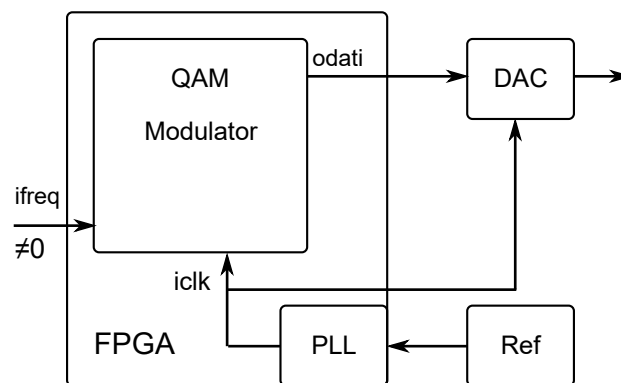 QAM
Modulator
odati
DAC
ifreq
≠0
iclk
FPGA
PLL
Ref